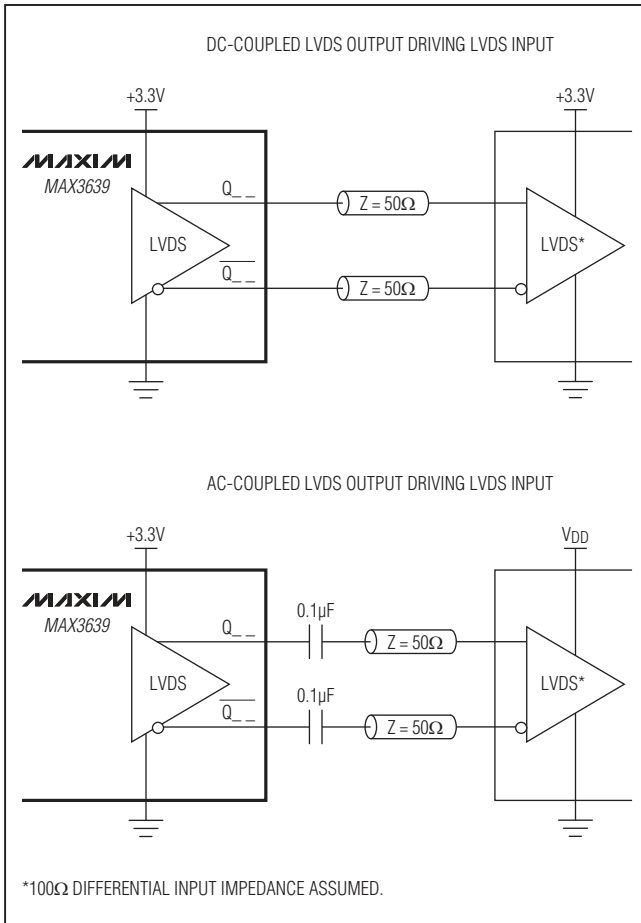 DC-COUPLED LVDS OUTPUT DRIVING LVDS INPUT
+3.3V
+3.3V
MAXIM
MAX3639
Q_ _
Z = 50Ω
LVDS
LVDS*
Q_ _
Z = 50Ω
AC-COUPLED LVDS OUTPUT DRIVING LVDS INPUT
+3.3V
VDD
MAXIM
MAX3639
0.1µF
Q_ _
Z = 50Ω
LVDS
LVDS*
0.1µF
Q_ _
Z = 50Ω
*100Ω DIFFERENTIAL INPUT IMPEDANCE ASSUMED.